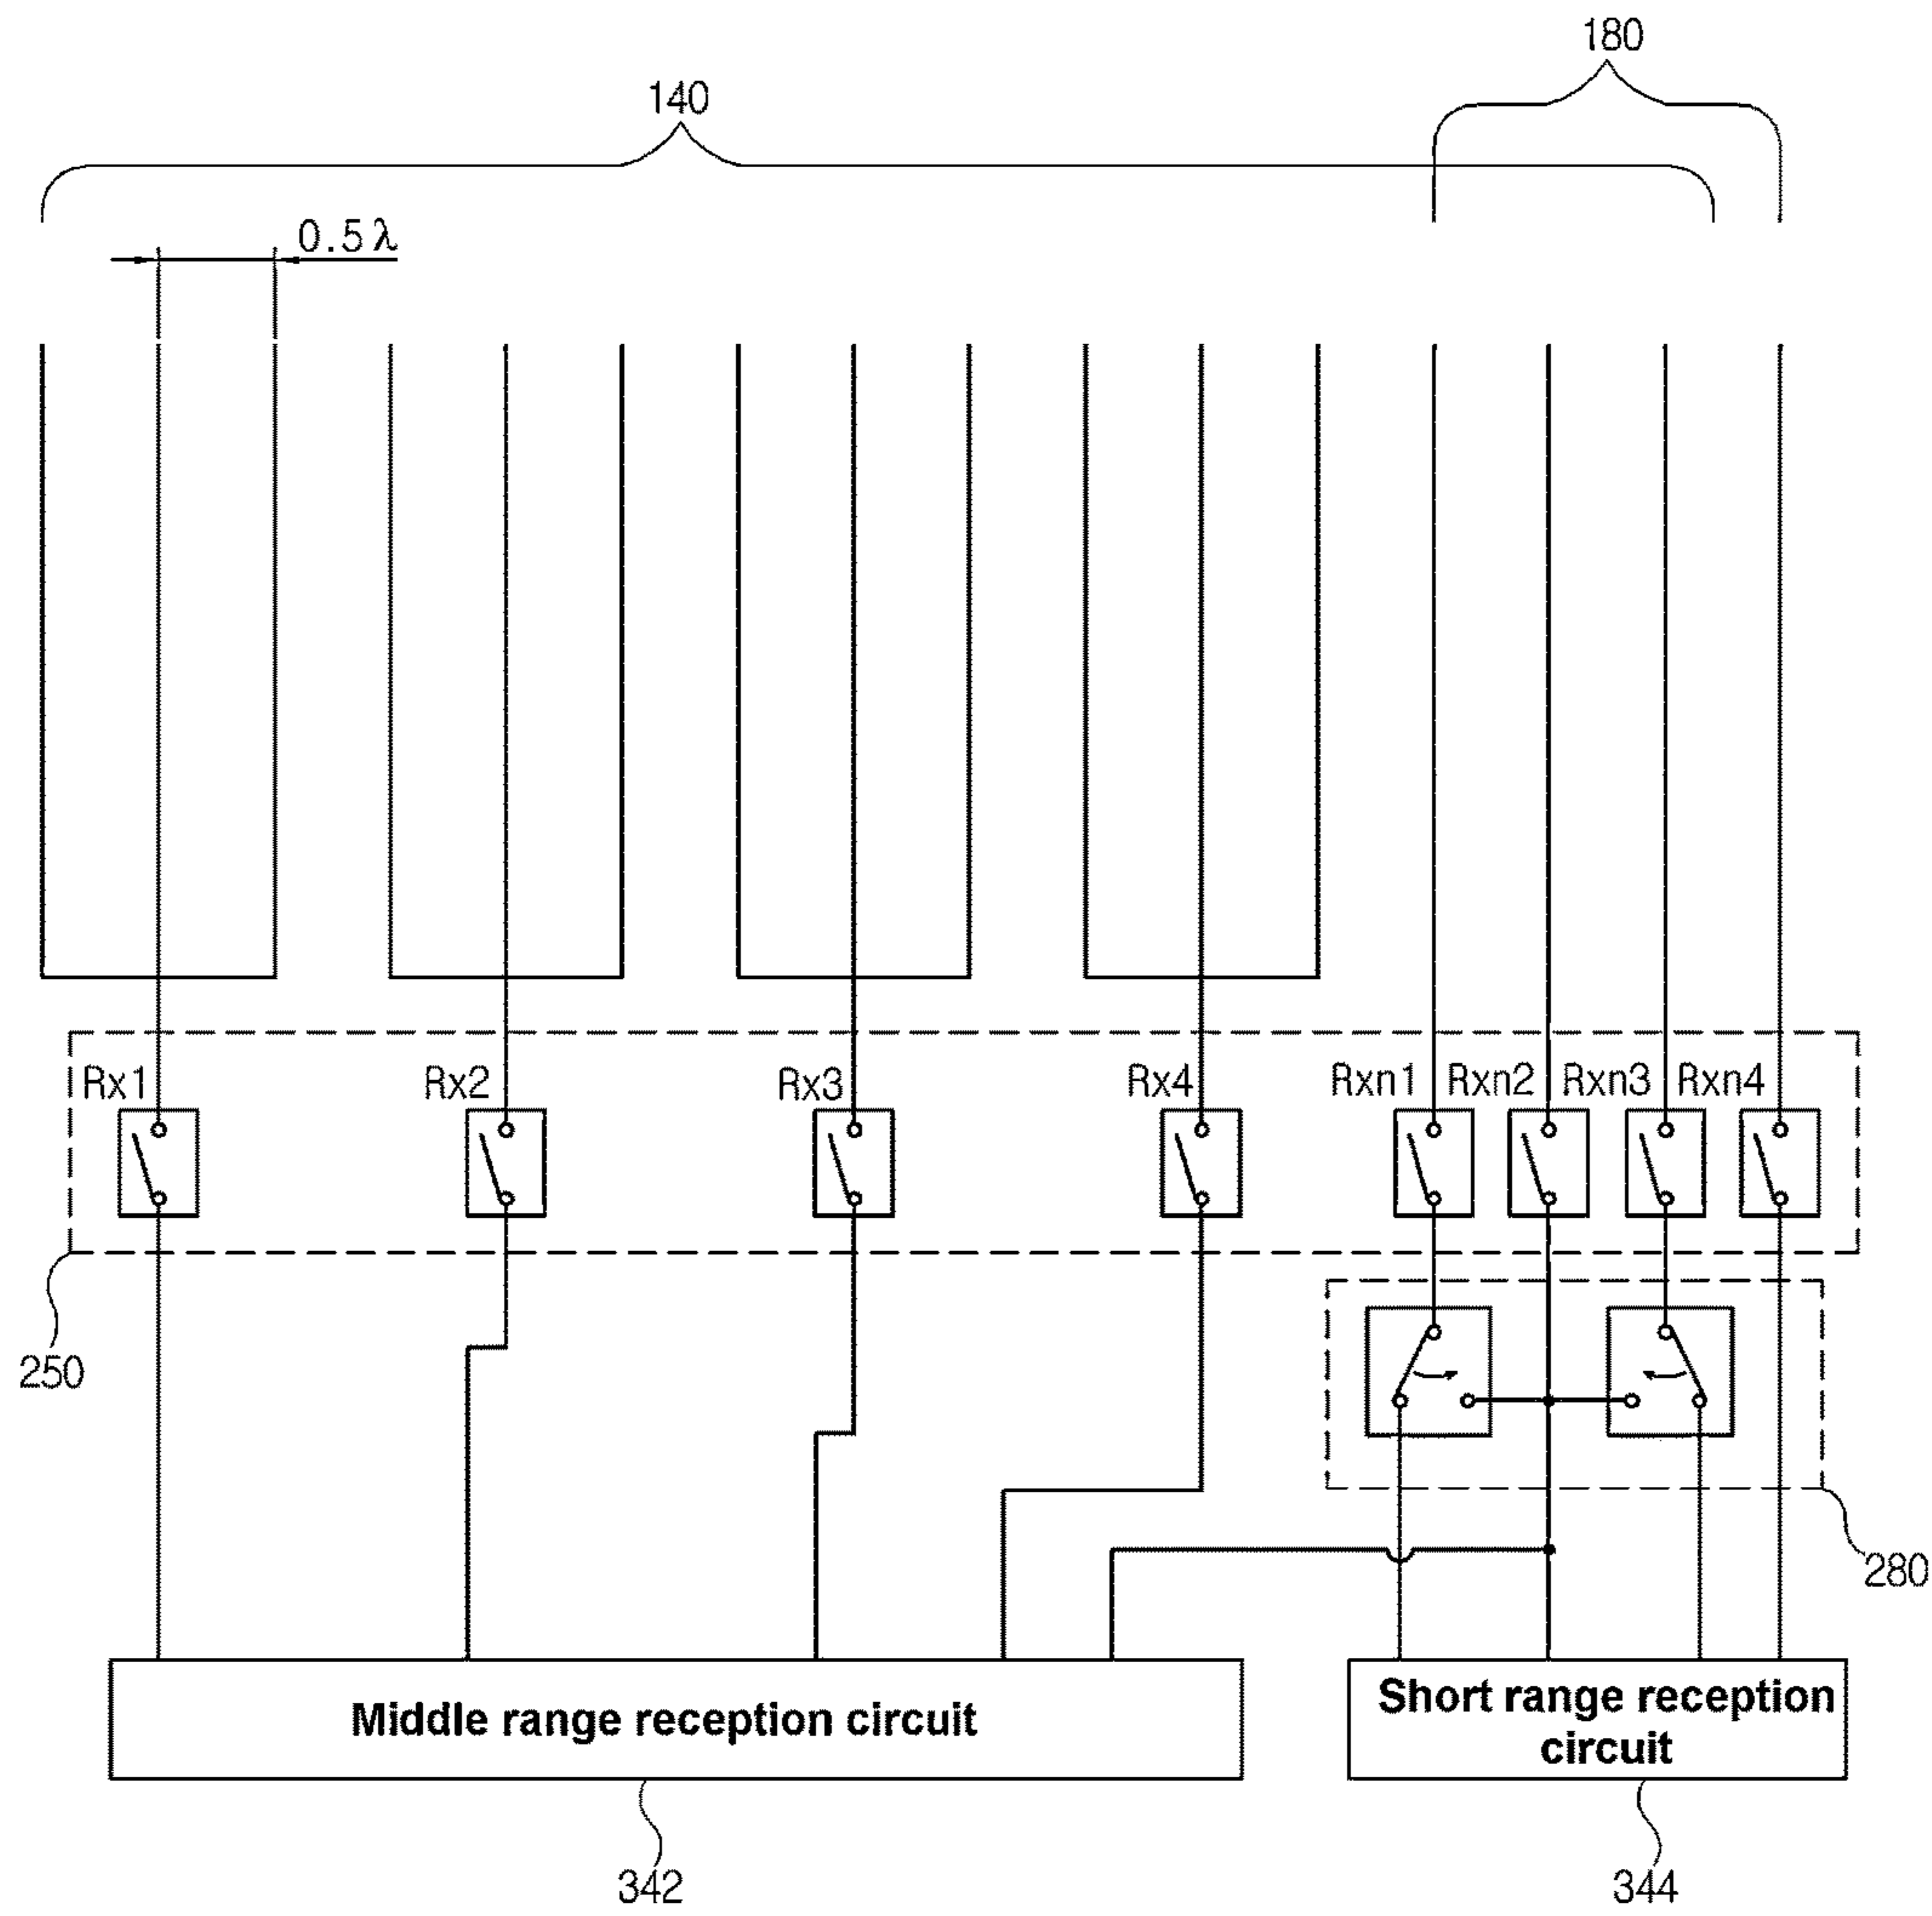 180
140
0.5λ
Rx1 Rx2 Rx3 Rx4 Rxn1 Rxn2 Rxn3 Rxn4
250
280
Middle range reception circuit
Short range reception
circuit
342
344